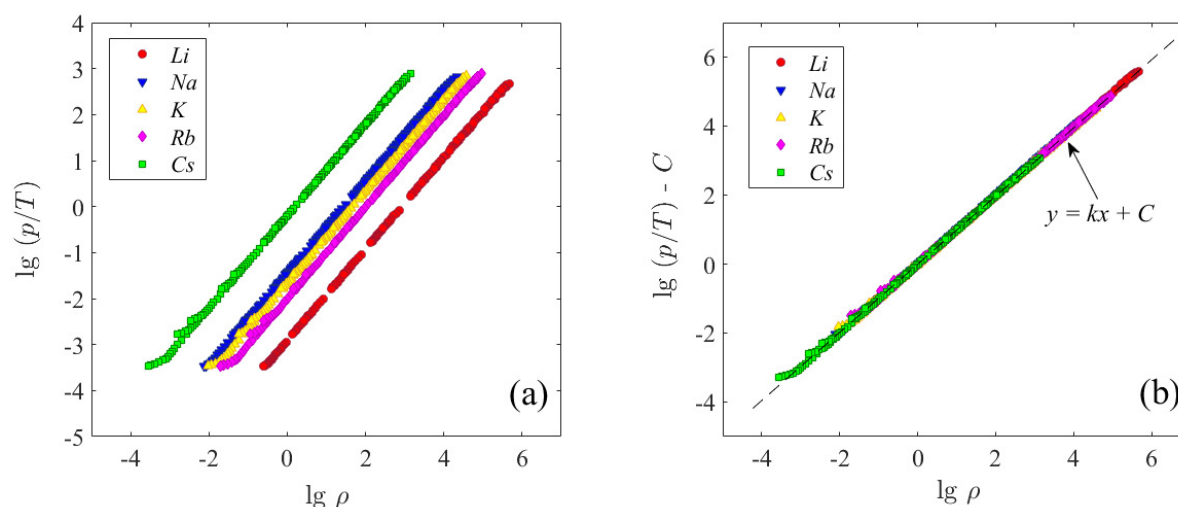 4
3
2
1
0
-1
-2
-3
-4
-5
lg (p/T)
Li
Na
K
Rb
Cs
(a)
-4 -2 0 2 4 6
lg ρ
6
4
2
0
-2
-4
lg (p/T) - C
Li
Na
K
Rb
Cs
y = kx + C
(b)
-4 -2 0 2 4 6
lg ρ